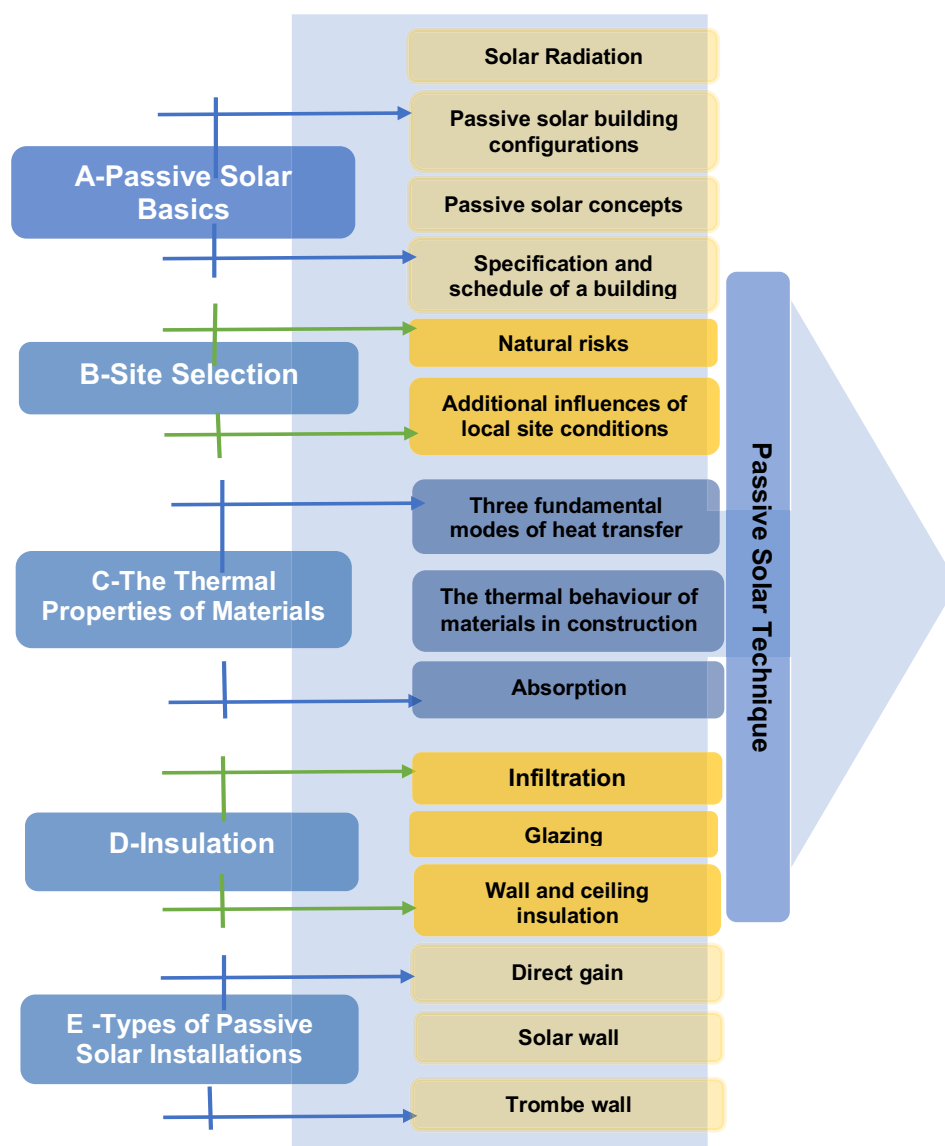 Solar Radiation
Passive solar building
configurations
A-Passive Solar
Basics
Passive solar concepts
Specification and
schedule of a building
Natural risks
B-Site Selection
Additional influences of
local site conditions
Three fundamental
modes of heat transfer
C-The Thermal
Properties of Materials
The thermal behaviour of
materials in construction
Absorption
Infiltration
D-Insulation
Glazing
Wall and ceiling
insulation
Direct gain
E -Types of Passive
Solar Installations
Solar wall
Trombe wall
Passive Solar Technique